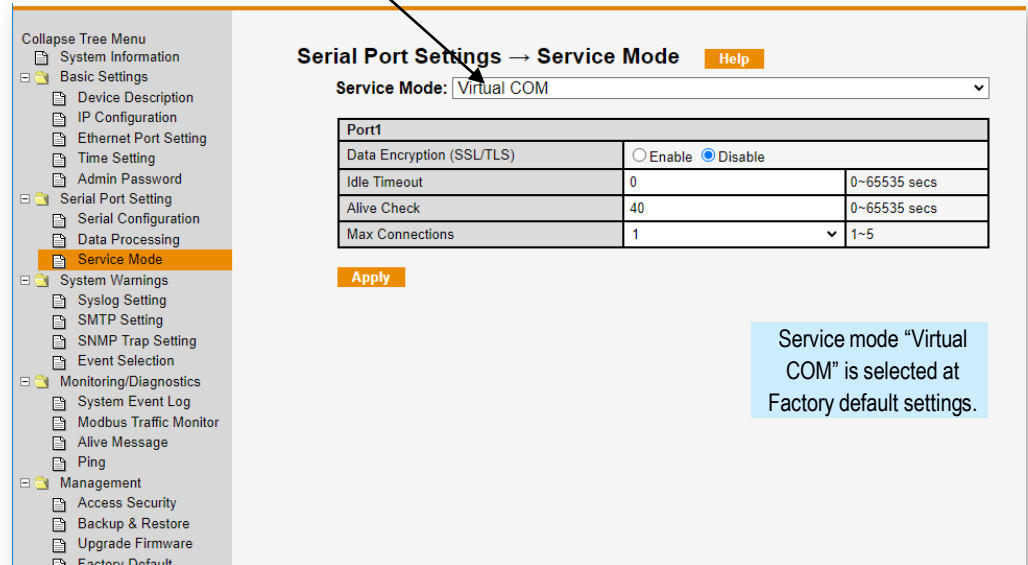 Collapse Tree Menu
System Information
Basic Settings
Device Description
IP Configuration
Ethernet Port Setting
Time Setting
Admin Password
Serial Port Setting
Serial Configuration
Data Processing
Service Mode
System Warnings
Syslog Setting
SMTP Setting
SNMP Trap Setting
Event Selection
Monitoring/Diagnostics
System Event Log
Modbus Traffic Monitor
Alive Message
Ping
Management
Access Security
Backup & Restore
Upgrade Firmware
Factory Default
Serial Port Settings → Service Mode Help
Service Mode: Virtual COM
Port1
Data Encryption (SSL/TLS) Enable Disable
Idle Timeout 0 0~65535 secs
Alive Check 40 0~65535 secs
Max Connections 1 1~5
Apply
Service mode “Virtual
COM” is selected at
Factory default settings.